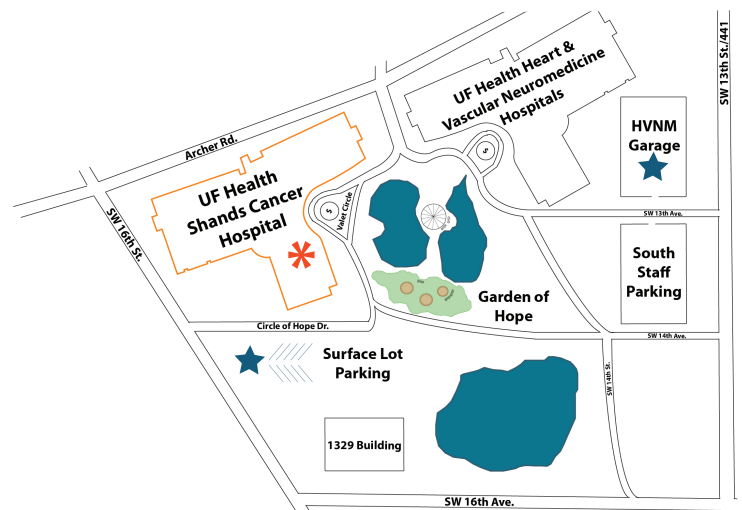 SW 13th St./441
UF Health Heart &
Vascular Neuromedicine
Hospitals
HVNM
Garage
Archer Rd.
S
UF Health
Shands Cancer
Hospital
S
Valet Circle
SW 16th St.
SW 13th Ave.
South
Staff
Parking
Garden of
Hope
Circle of Hope Dr.
SW 14th Ave.
Surface Lot
Parking
SW 14th St.
1329 Building
SW 16th Ave.